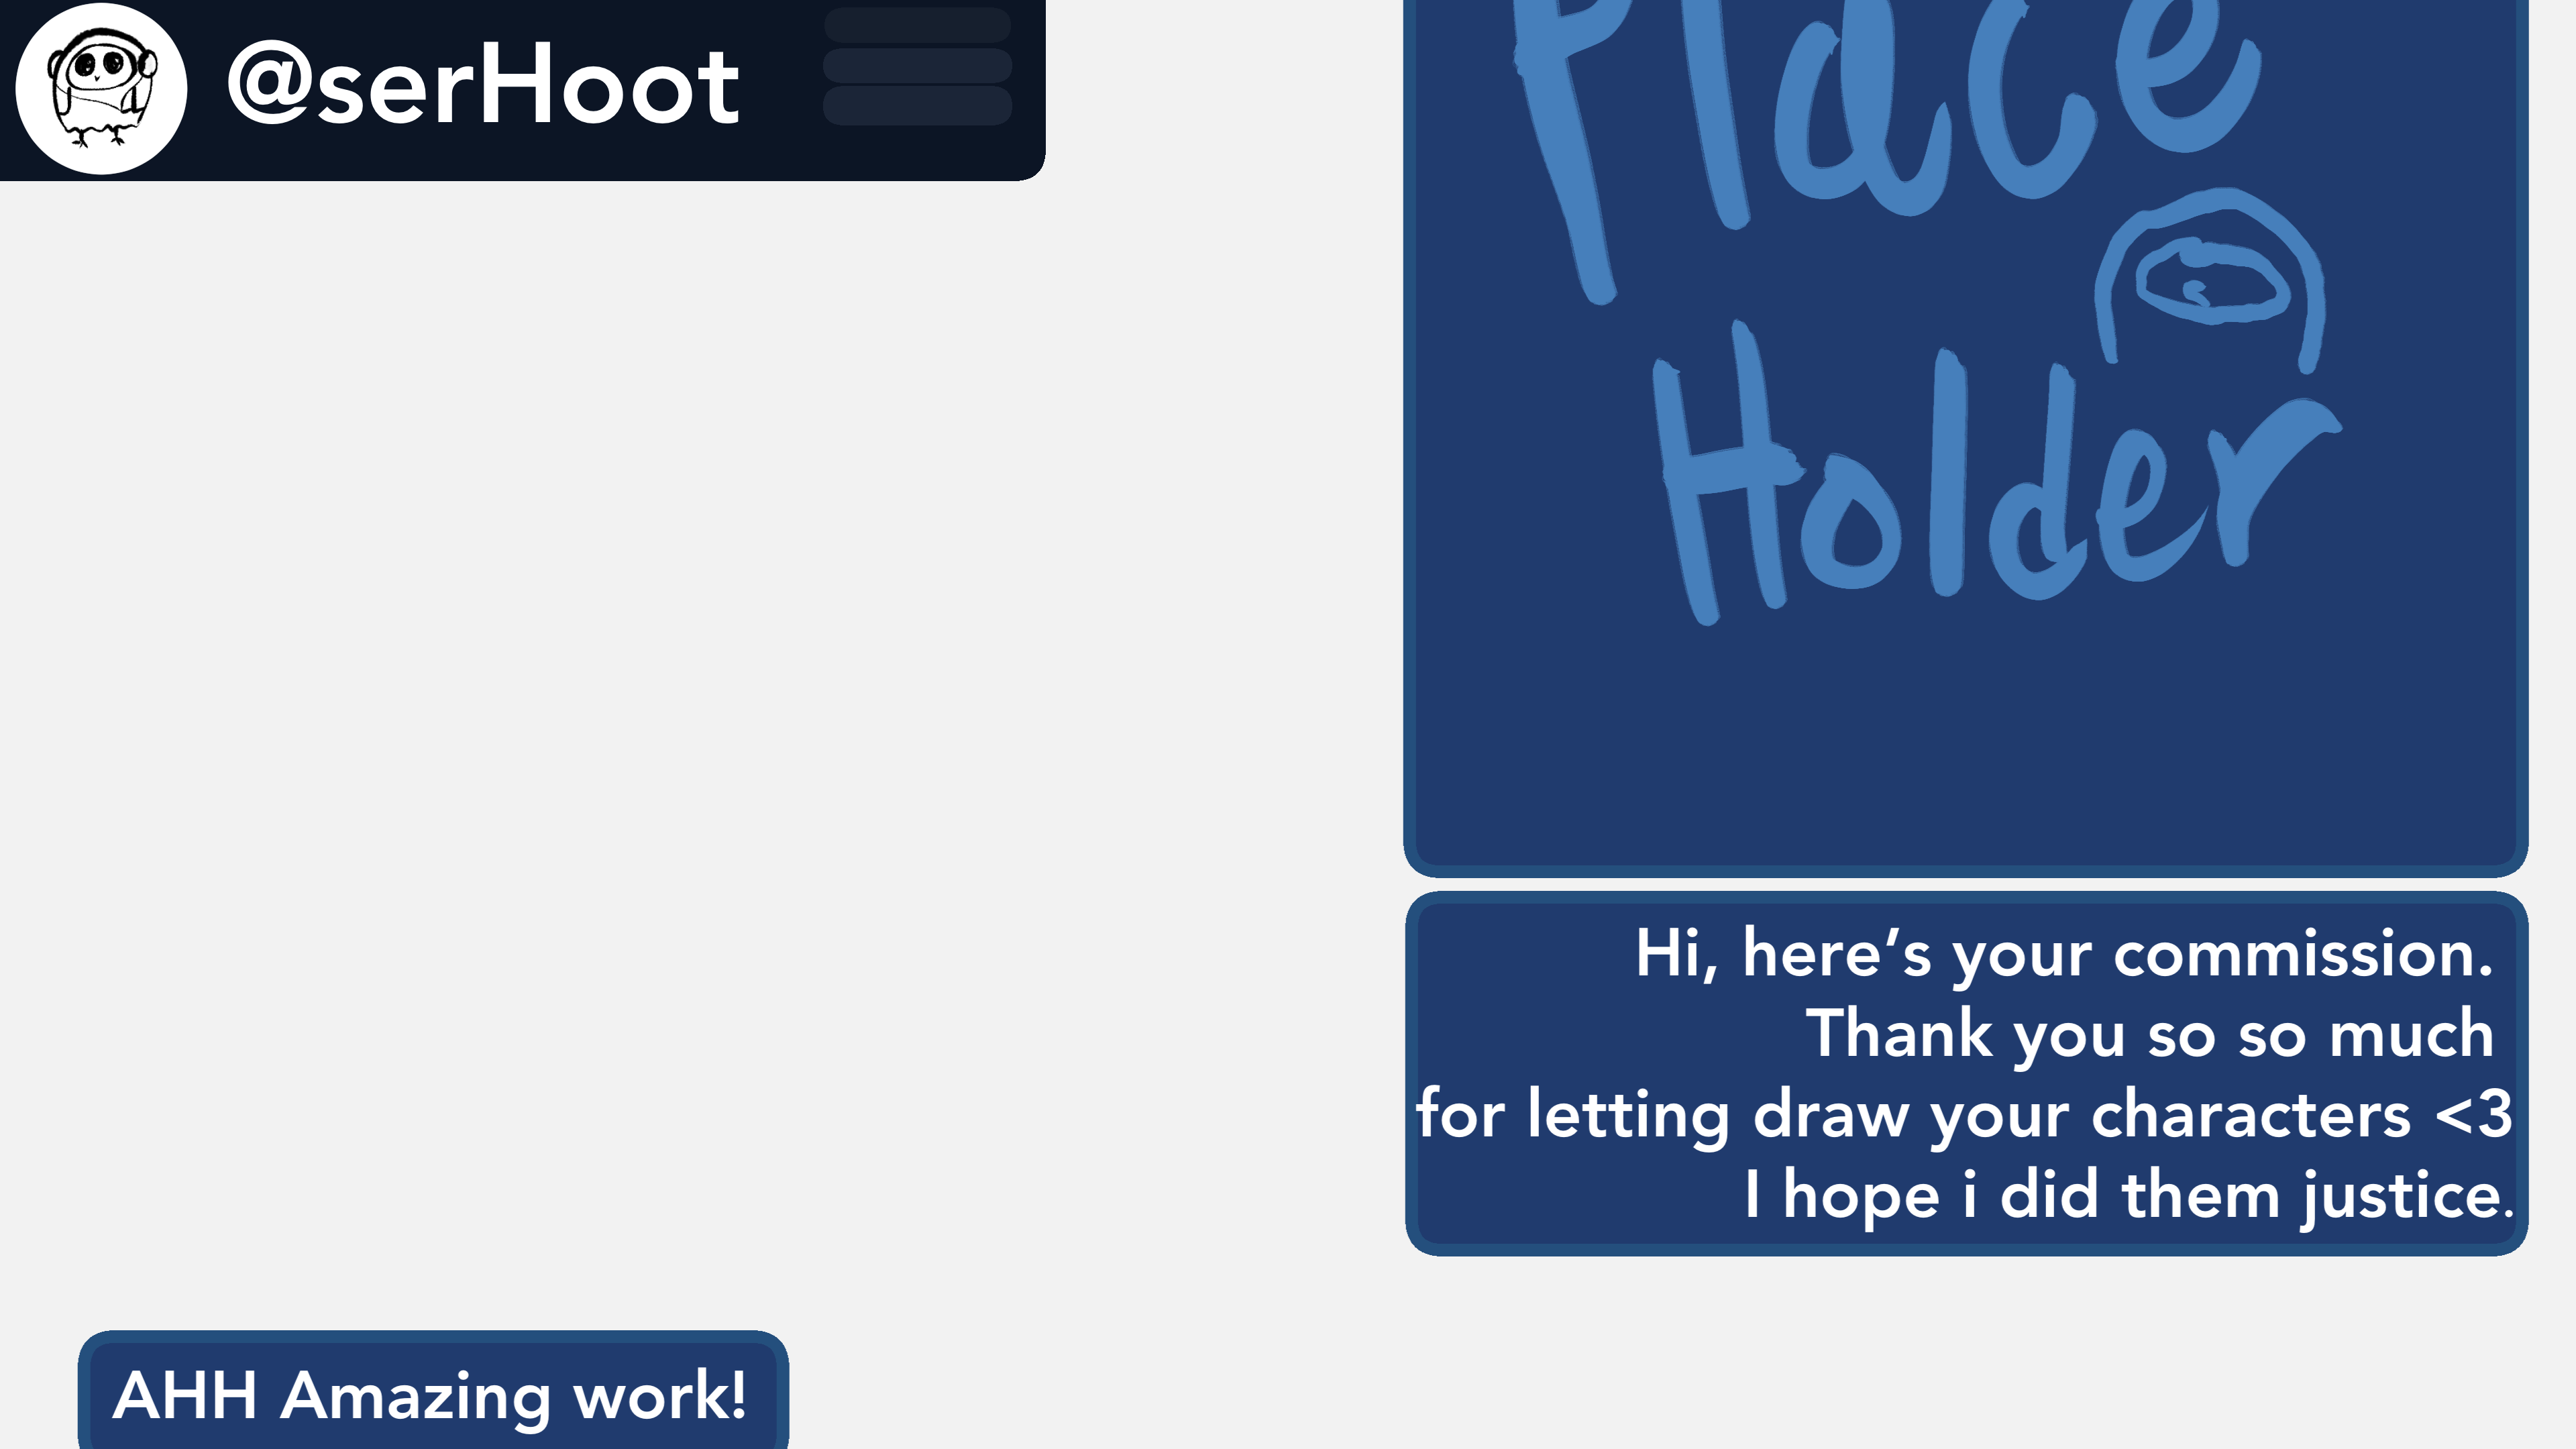 @serHoot
Place
Holder
Hi, here’s your commission.
Thank you so so much
for letting draw your characters <3
I hope i did them justice.
AHH Amazing work!